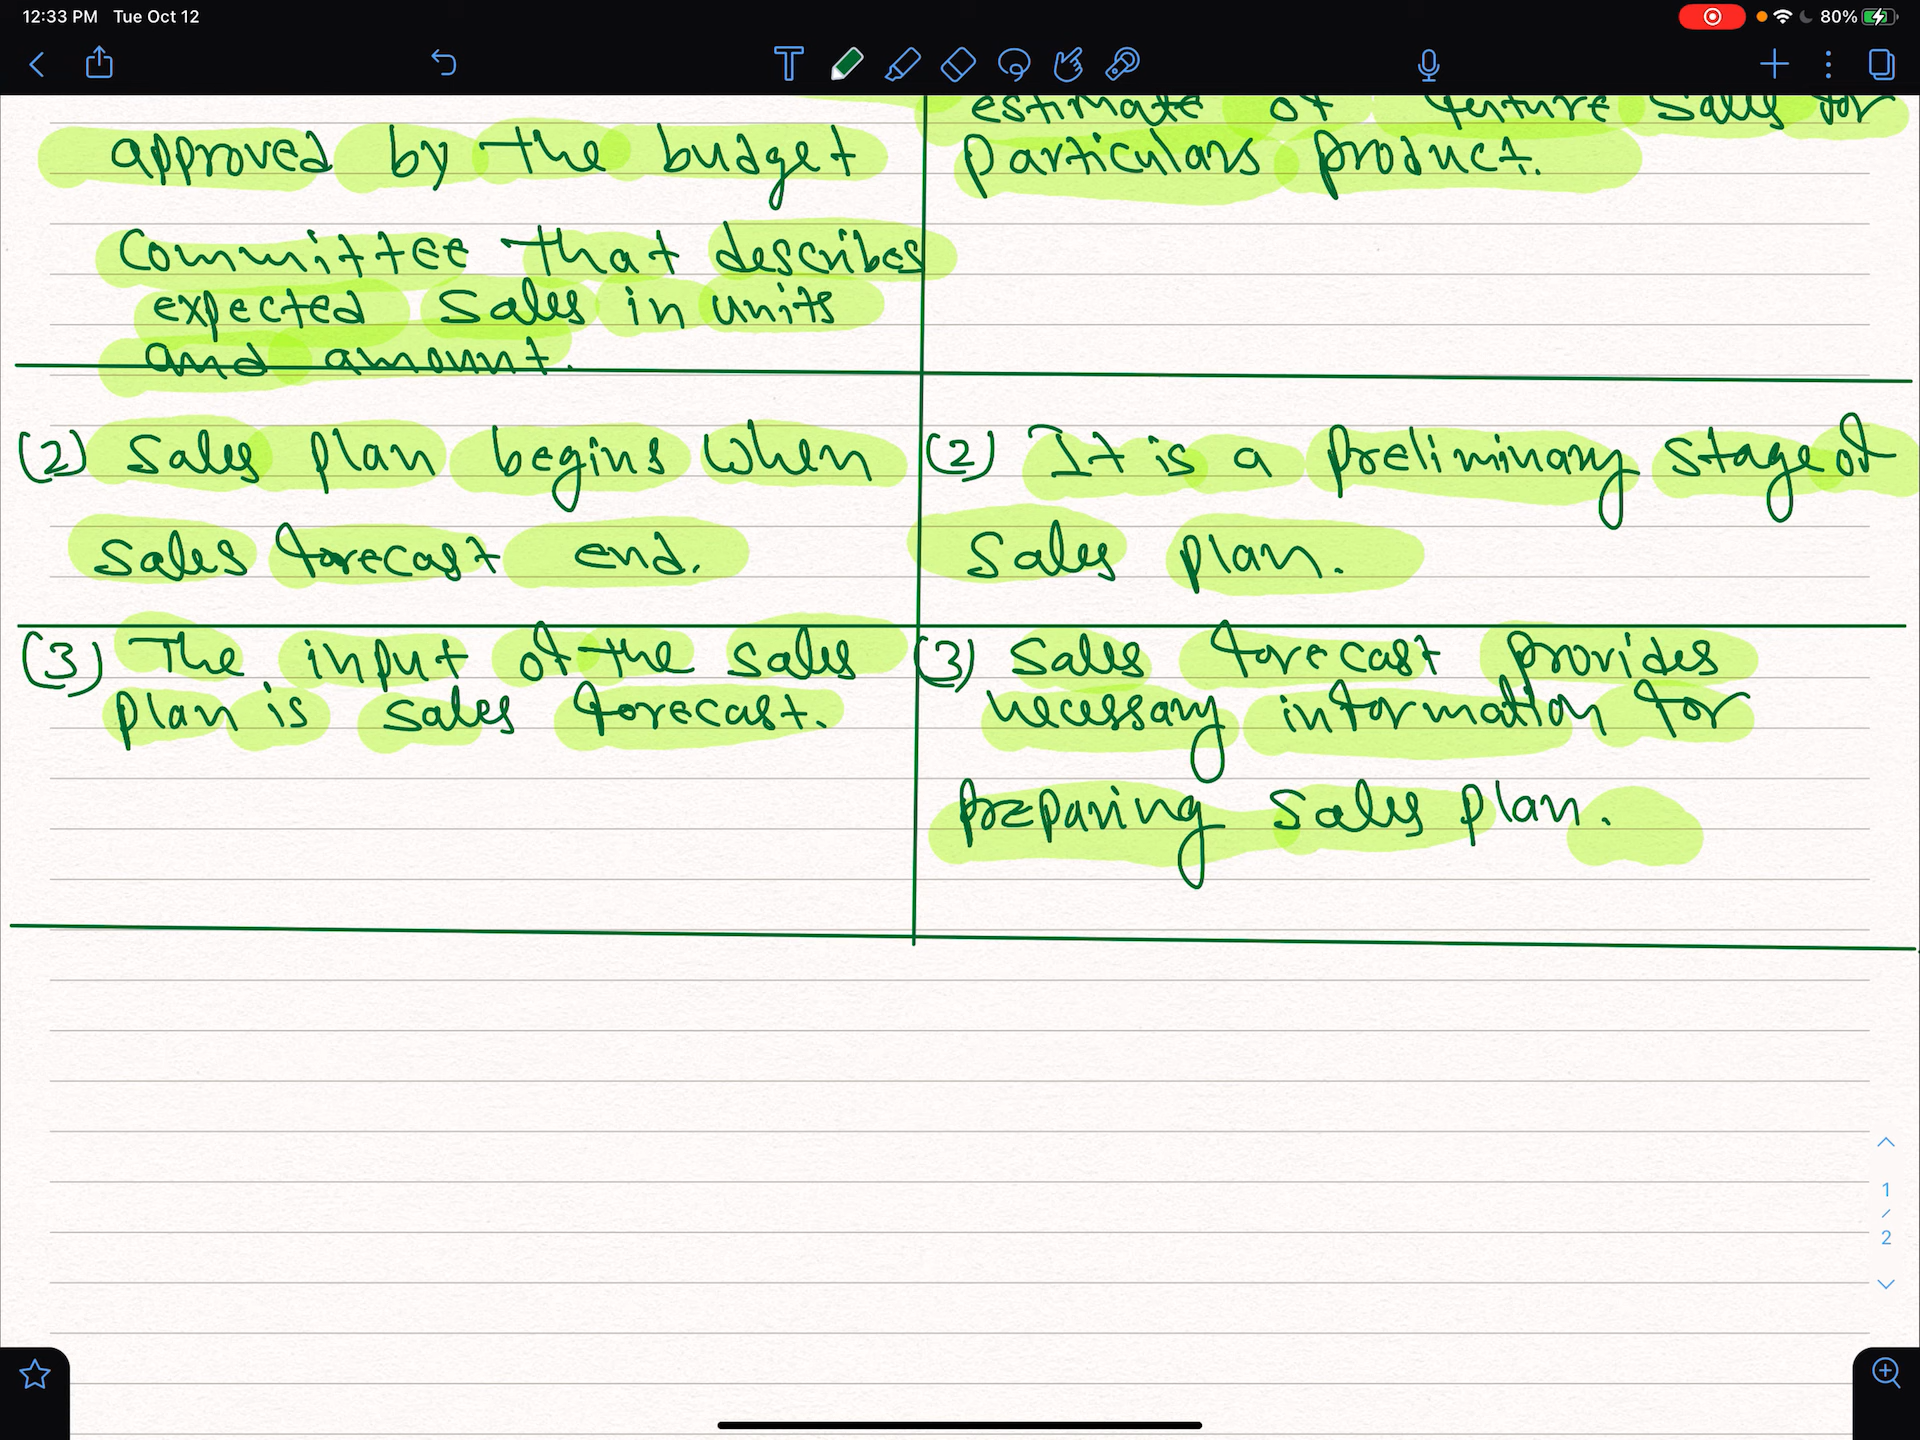 12:33 PM Tue Oct 12
80%
estimate of future sales for
approved by the budget
particulars product.
Committee that describes
expected sales in units
and amount.
(2) Sales plan begins when
sales forecast end.
(2) It is a preliminary stage of
Sales plan.
(3) The input of the sales
plan is sales forecast.
(3) Sales forecast provides
necessary information for
preparing sales plan.
1
/
2